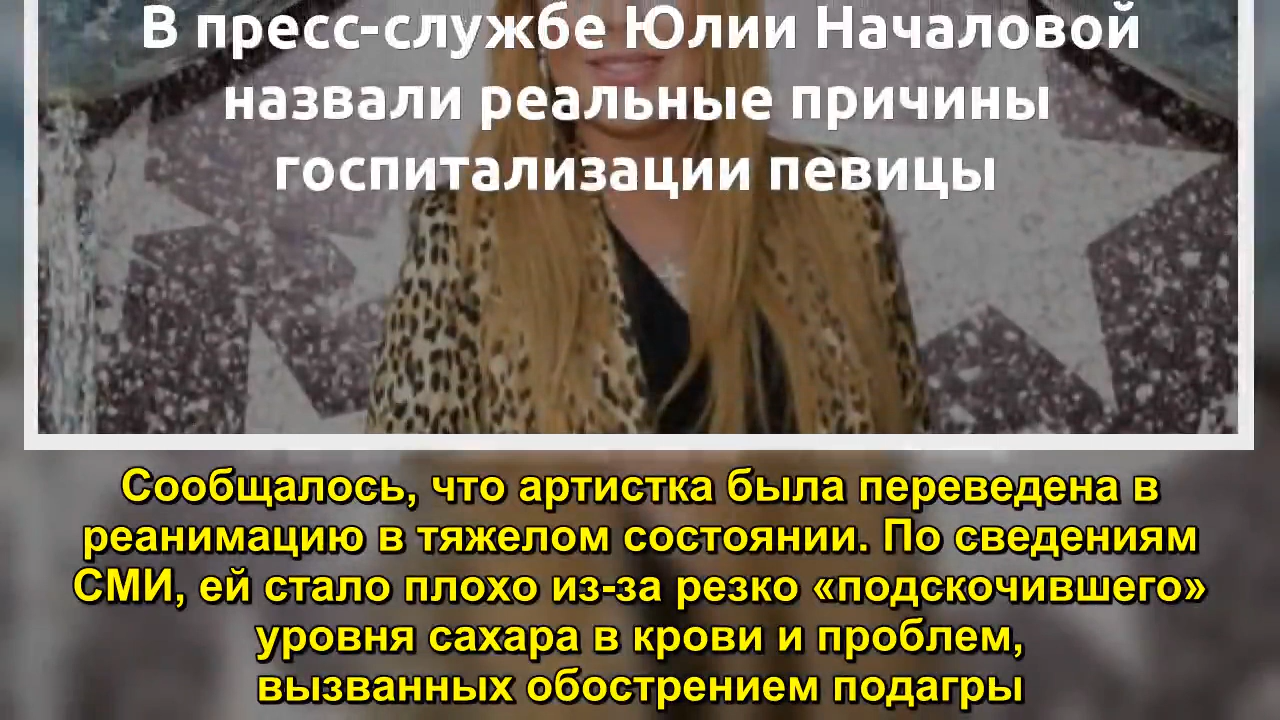 В пресс-службе Юлии Началовой
назвали реальные причины
госпитализации певицы
Сообщалось, что артистка была переведена в
реанимацию в тяжелом состоянии. По сведениям
СМИ, ей стало плохо из-за резко «подскочившего»
уровня сахара в крови и проблем,
вызванных обострением подагры